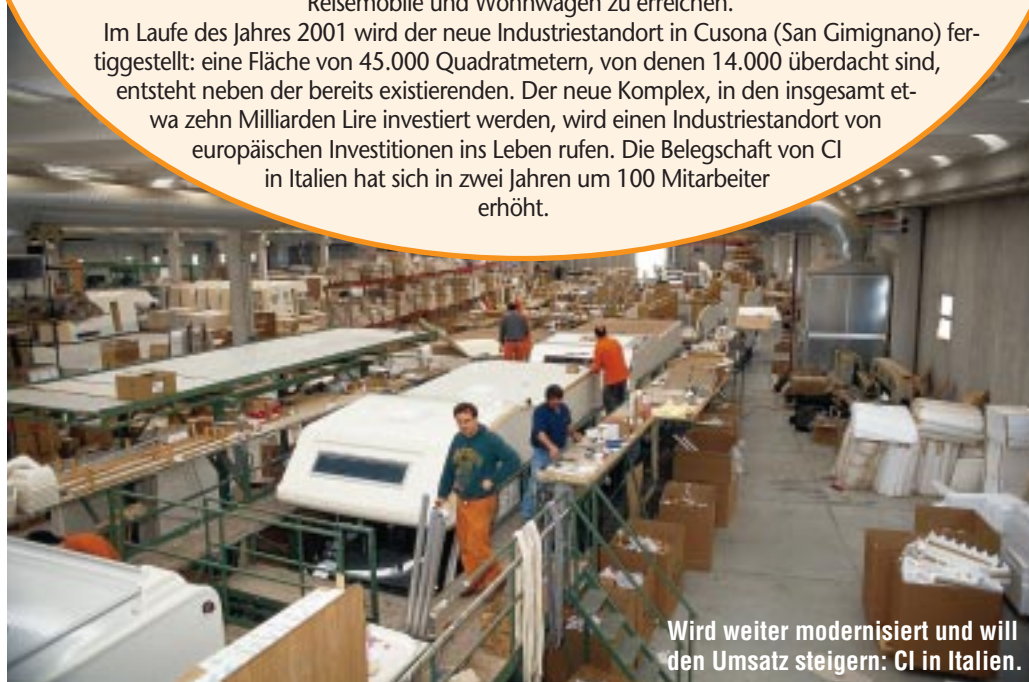 Reisemobile und Wohnwagen zu erreichen.
Im Laufe des Jahres 2001 wird der neue Industriestandort in Cusona (San Gimignano) fer-
tiggestellt: eine Fläche von 45.000 Quadratmetern, von denen 14.000 überdacht sind,
entsteht neben der bereits existierenden. Der neue Komplex, in den insgesamt et-
wa zehn Milliarden Lire investiert werden, wird einen Industriestandort von
europäischen Investitionen ins Leben rufen. Die Belegschaft von CI
in Italien hat sich in zwei Jahren um 100 Mitarbeiter
erhöht.
Wird weiter modernisiert und will
den Umsatz steigern: CI in Italien.